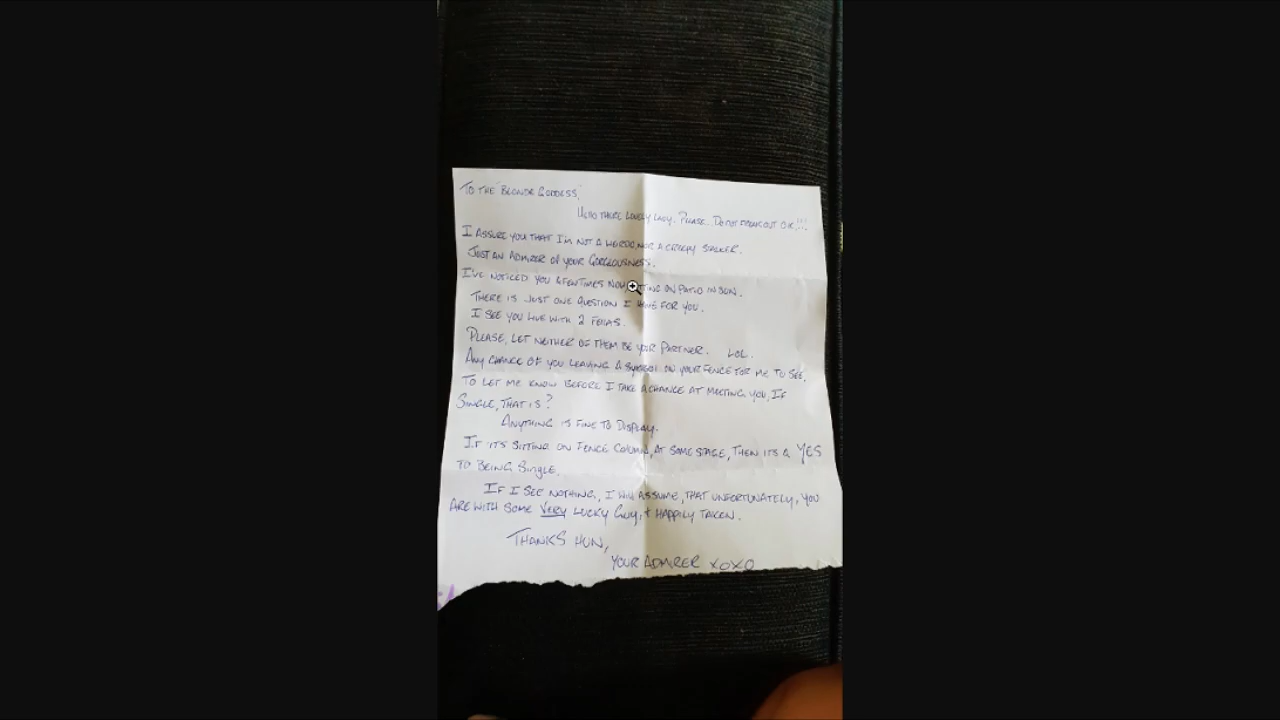 TO THE "BLONDE GODDESS",
HELLO THERE LOVELY LADY. PLEASE.. DO NOT FREAK OUT OK!!!
I ASSURE YOU THAT I'M NOT A WEIRDO, NOR A CREEPY STALKER.
JUST AN ADMIRER OF YOUR GORGEOUSNESS.
I'VE NOTICED YOU A FEW TIMES NOW, ON PATIO IN SUN.
THERE IS JUST ONE QUESTION I HAVE FOR YOU.
I SEE YOU LIVE WITH 2 FELLAS.
PLEASE, LET NEITHER OF THEM BE YOUR PARTNER. LOL.
ANY CHANCE OF YOU LEAVING A SYMBOL ON YOUR FENCE FOR ME TO SEE.
TO LET ME KNOW BEFORE I TAKE A CHANCE AT MEETING YOU, IF
SINGLE, THAT IS?
ANYTHING IS FINE TO DISPLAY.
IF ITS SITTING ON FENCE COLUMN, AT SOME STAGE, THEN ITS A YES
TO BEING SINGLE.
IF I SEE NOTHING, I WILL ASSUME, THAT UNFORTUNATELY, YOU
ARE WITH SOME VERY LUCKY GUY, + HAPPILY TAKEN.
THANKS HUN,
YOUR ADMIRER XOXO